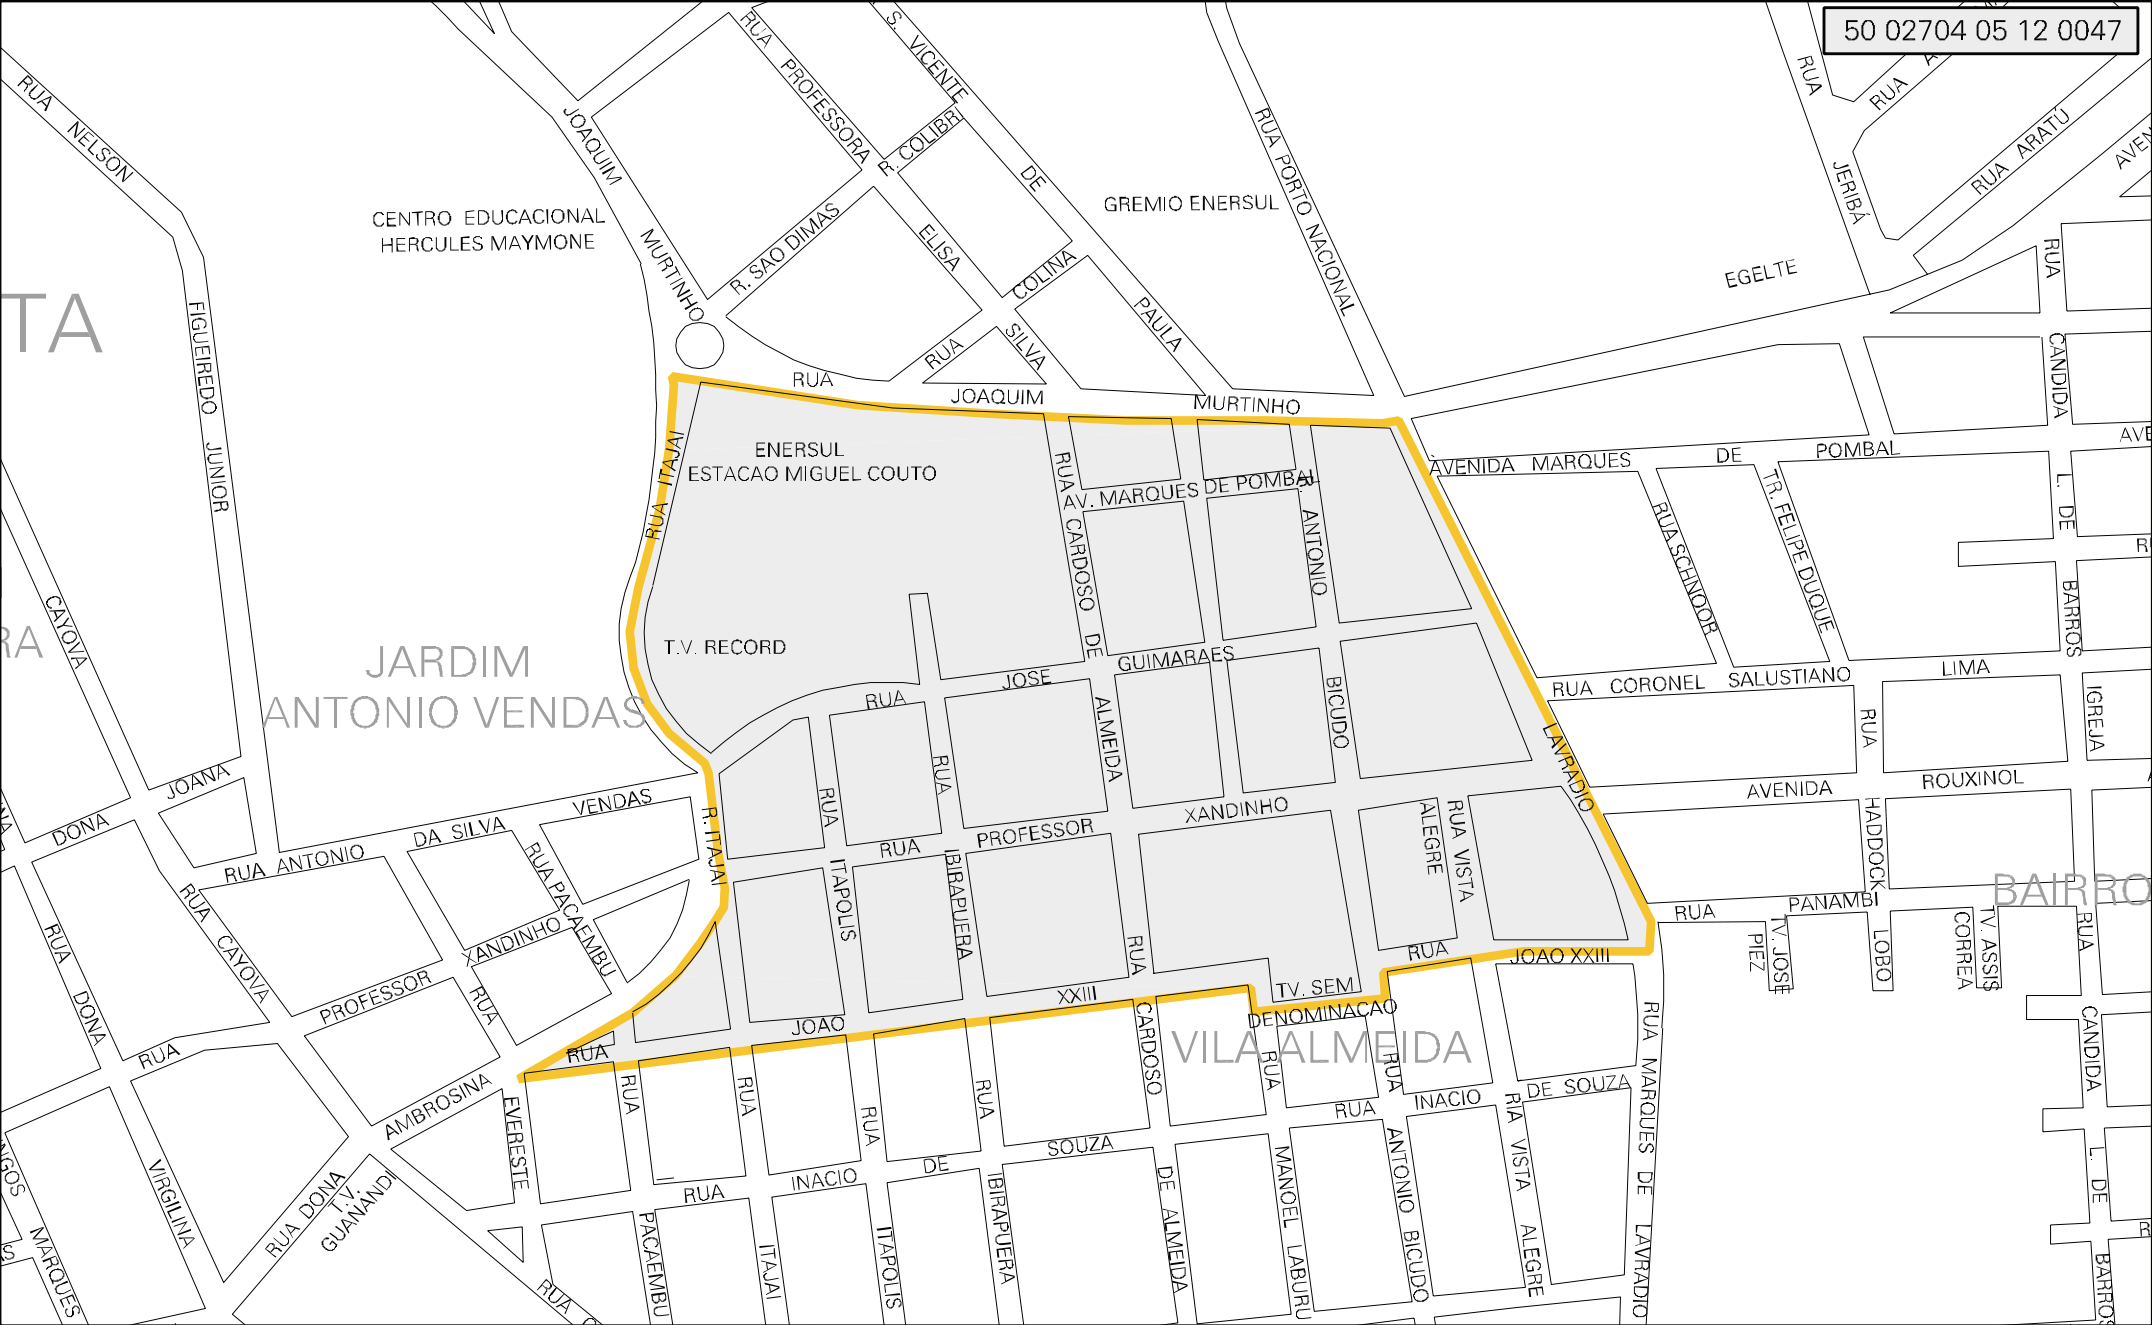 50 02704 05 12 0047
RUA NELSON
FIGUEIREDO JUNIOR
JOAQUIM MURTINHO
RUA PROFESSORA
ELISA
SILVA
S. VICENTE
DE
PAULA
R. COLIBRI
R. SAO DIMAS
RUA COLINA
CENTRO EDUCACIONAL
HERCULES MAYMONE
GREMIO ENERSUL
RUA PORTO NACIONAL
EGELTE
RUA
JERIBÁ
RUA
RUA ARATÚ
RUA
CANDIDA
L. DE
BARROS
IGREJA
TA
RA
RUA
JOAQUIM
MURTINHO
ENERSUL
ESTACAO MIGUEL COUTO
RUA ITAJAI
AV. MARQUES DE POMBAL
AVENIDA MARQUES DE POMBAL
RUA CARDOSO DE
ALMEIDA
R. ANTONIO
BICUDO
RUA SCHNOOR
TR. FELIPE DUQUE
CAYOVA
T.V. RECORD
JARDIM
ANTONIO VENDAS
RUA JOSE GUIMARAES
RUA CORONEL SALUSTIANO LIMA
LAVRADIO
RUA
HADDOCK
LOBO
AVENIDA ROUXINOL
DONA JOANA
RUA ANTONIO DA SILVA VENDAS
R. ITAJAI
RUA
ITAPOLIS
RUA
IBIRAPUERA
RUA PROFESSOR XANDINHO
RUA VISTA
ALEGRE
RUA PACAEMBU
RUA CAYOVA
PROFESSOR XANDINHO
RUA DONA
RUA PANAMBI
BAIRRO
TV. JOSE
PIEZ
TV. ASSIS
CORREA
RUA
CANDIDA
L. DE
BARROS
RUA JOAO XXIII
RUA JOAO XXIII
TV. SEM
DENOMINACAO
VILA ALMEIDA
RUA
CARDOSO
DE ALMEIDA
RUA
AMBROSINA
RUA
VIRGILINA
RUA DONA
T.V.
GUANANDI
EVERESTE
RUA
PACAEMBU
RUA
ITAJAI
RUA
ITAPOLIS
RUA
IBIRAPUERA
RUA INACIO DE SOUZA
RUA
MANOEL LABURU
RUA
ANTONIO BICUDO
RUA INACIO DE SOUZA
RIA VISTA ALEGRE
RUA MARQUES DE LAVRADIO
MARQUES
RUA